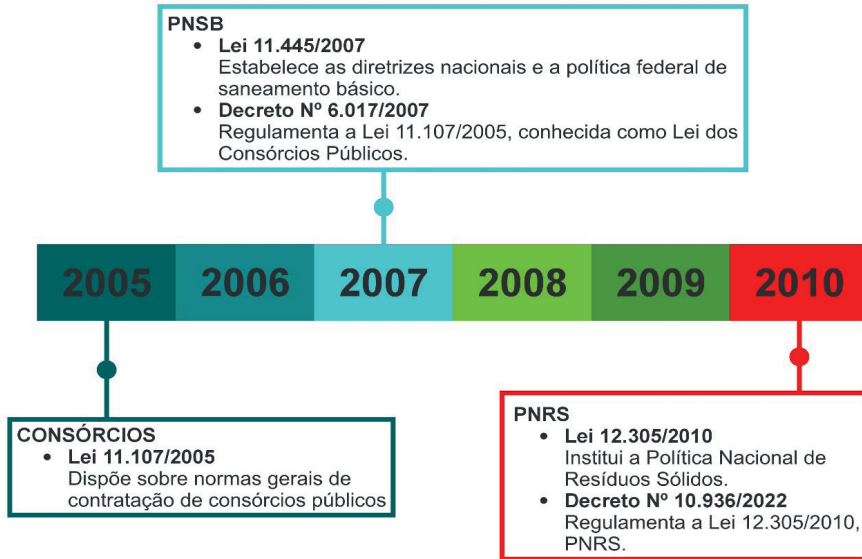 PNSB
• Lei 11.445/2007
Estabelece as diretrizes nacionais e a política federal de
saneamento básico.
• Decreto Nº 6.017/2007
Regulamenta a Lei 11.107/2005, conhecida como Lei dos
Consórcios Públicos.
2005 2006 2007 2008 2009 2010
CONSÓRCIOS
• Lei 11.107/2005
Dispõe sobre normas gerais de
contratação de consórcios públicos
PNRS
• Lei 12.305/2010
Institui a Política Nacional de
Resíduos Sólidos.
• Decreto Nº 10.936/2022
Regulamenta a Lei 12.305/2010,
PNRS.